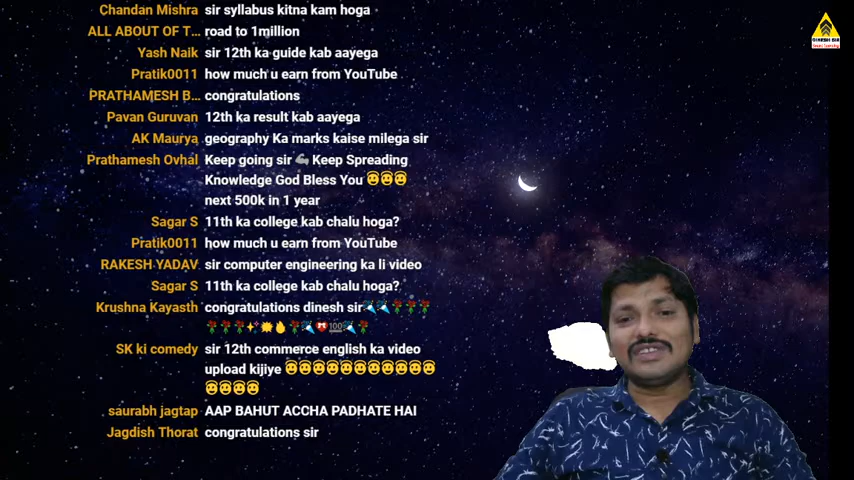 Chandan Mishra sir syllabus kitna kam hoga
ALL ABOUT OF T... road to 1million
Yash Naik sir 12th ka guide kab aayega
Pratik0011 how much u earn from YouTube
PRATHAMESH B... congratulations
Pavan Guruvan 12th ka result kab aayega
AK Maurya geography Ka marks kaise milega sir
Prathamesh Ovhal Keep going sir 💪 Keep Spreading
Knowledge God Bless You 😇😇😇
next 500k in 1 year
Sagar S 11th ka college kab chalu hoga?
Pratik0011 how much u earn from YouTube
RAKESH YADAV sir computer engineering ka li video
Sagar S 11th ka college kab chalu hoga?
Krushna Kayasth congratulations dinesh sir
SK ki comedy sir 12th commerce english ka video
upload kijiye 😇😇😇😇😇😇😇😇😇😇😇
😇😇😇😇
saurabh jagtap AAP BAHUT ACCHA PADHATE HAI
Jagdish Thorat congratulations sir
DINESH SIR